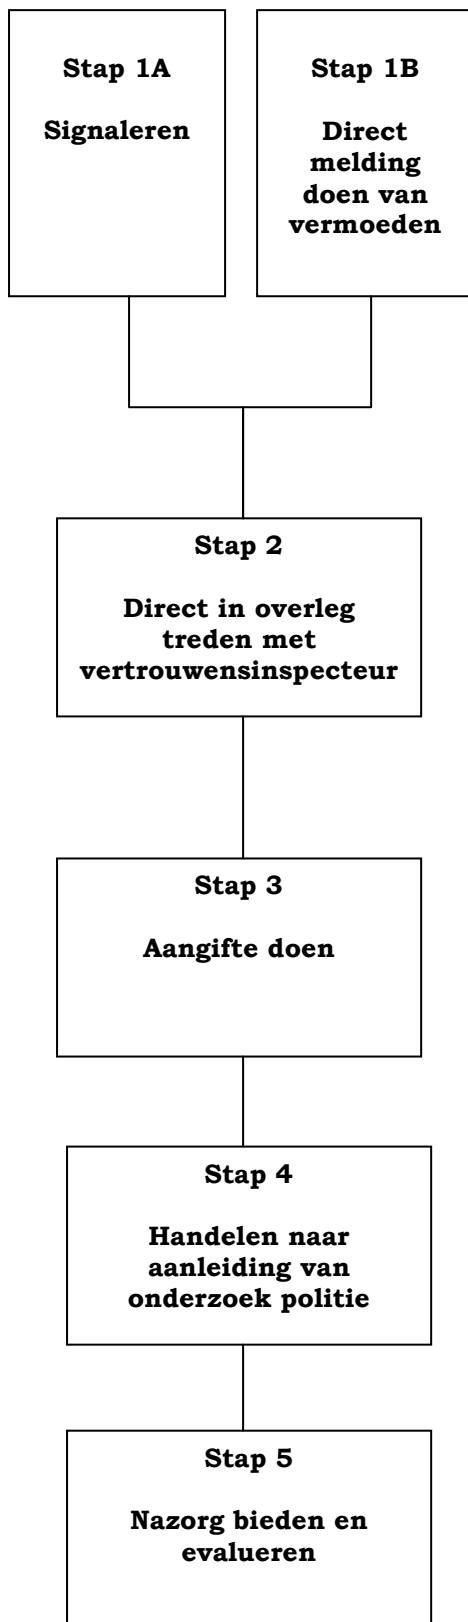 Stap 1A
Signaleren
Stap 1B
Direct
melding
doen van
vermoeden
Stap 2
Direct in overleg
treden met
vertrouwensinspecteur
Stap 3
Aangifte doen
Stap 4
Handelen naar
aanleiding van
onderzoek politie
Stap 5
Nazorg bieden en
evalueren